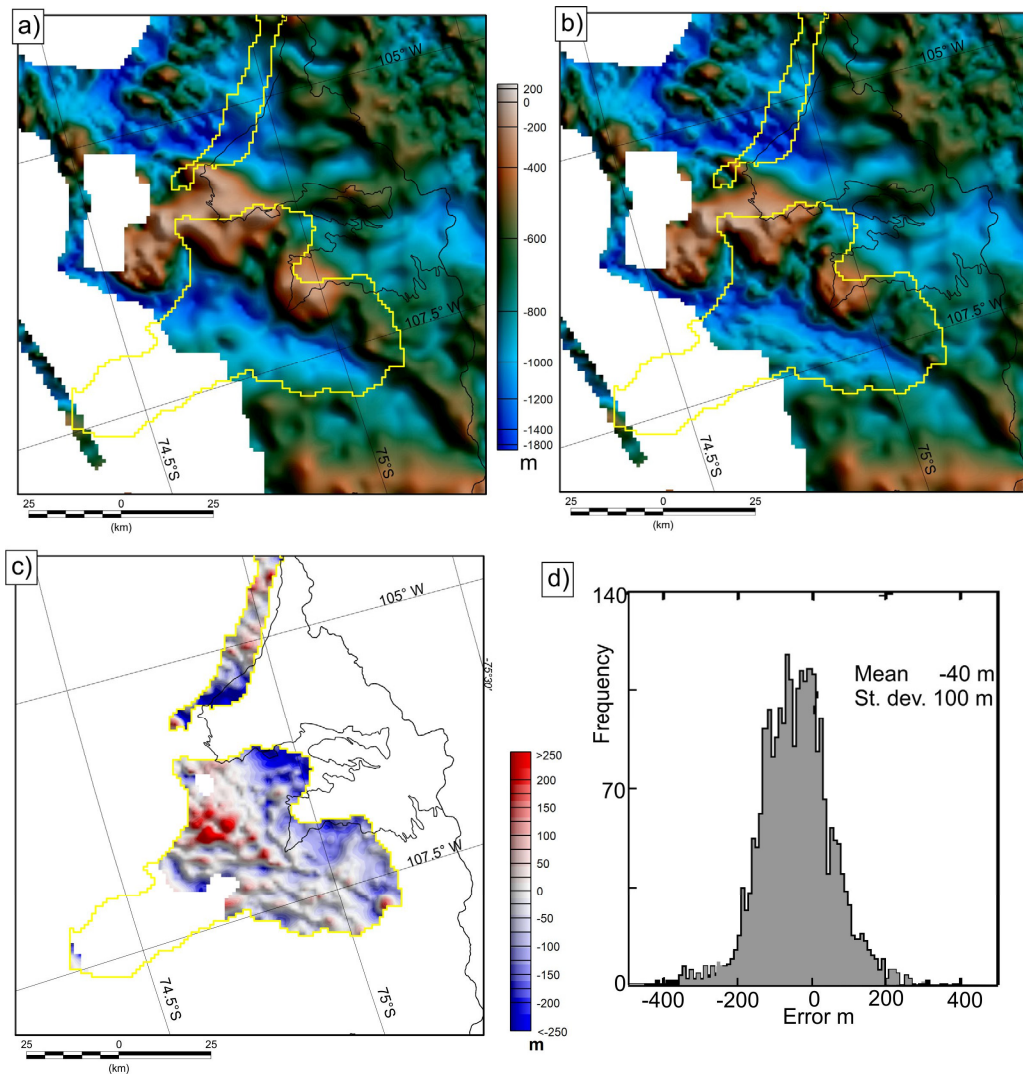 a)
105° W
107.5° W
74.5°S
75°S
25 0 25
(km)
200
0
-200
-400
-600
-800
-1000
-1200
-1400
-1800
m
b)
105° W
107.5° W
74.5°S
75°S
25 0 25
(km)
c)
105° W
-75°30'
107.5° W
74.5°S
75°S
25 0 25
(km)
>250
200
150
100
50
0
-50
-100
-150
-200
<-250
m
d)
140
Frequency
Mean -40 m
St. dev. 100 m
70
0
-400 -200 0 200 400
Error m